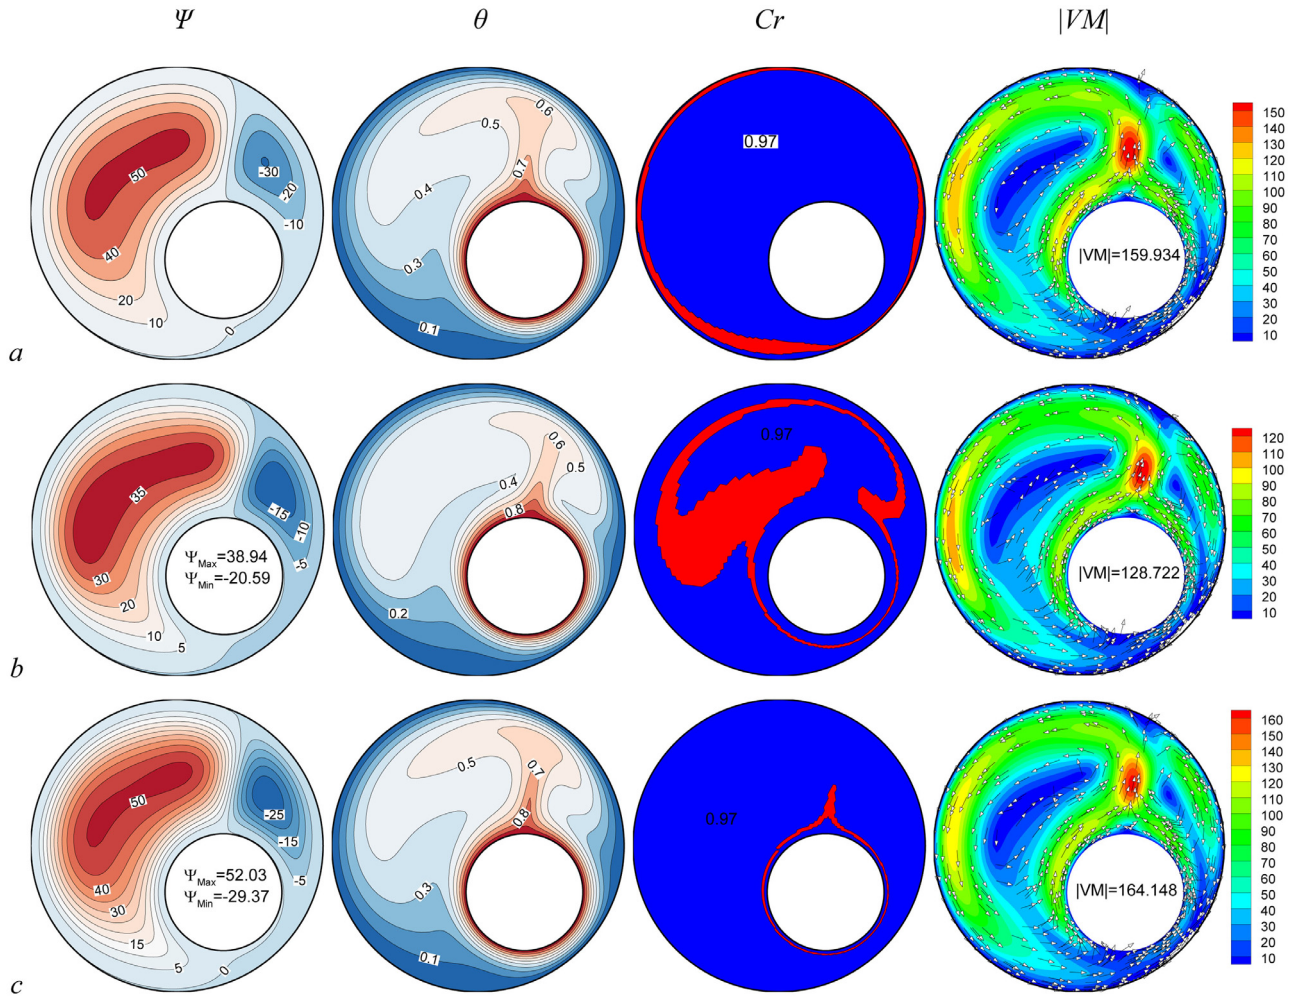 Ψ θ Cr |VM|
50 -30 -20 -10 40 20 10 0
0.6 0.5 0.7 0.4 0.3 0.1
0.97
|VM|=159.934
150
140
130
120
110
100
90
80
70
60
50
40
30
20
10
a
35 -15 -10 -5 30 20 10 5
Ψ_Max=38.94
Ψ_Min=-20.59
0.6 0.5 0.4 0.8 0.2
0.97
|VM|=128.722
120
110
100
90
80
70
60
50
40
30
20
10
b
50 -25 -15 -5 40 30 15 5 0
Ψ_Max=52.03
Ψ_Min=-29.37
0.5 0.7 0.8 0.3 0.1
0.97
|VM|=164.148
160
150
140
130
120
110
100
90
80
70
60
50
40
30
20
10
c